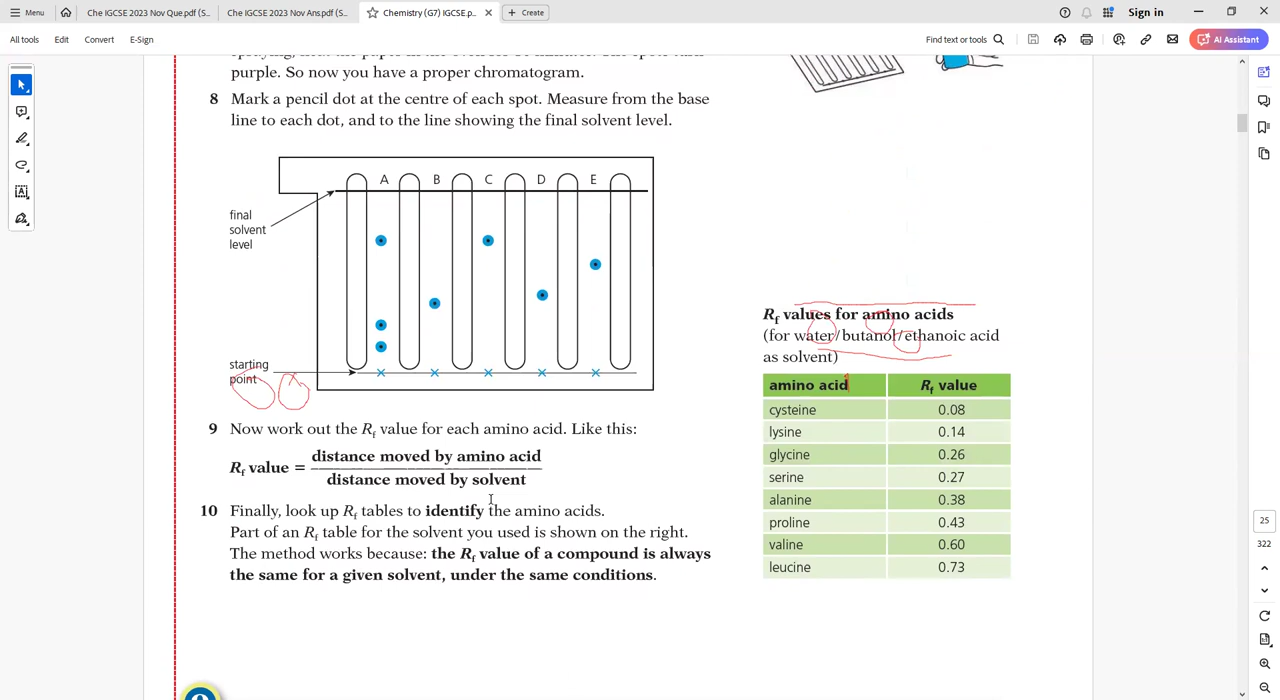 Menu
Che IGCSE 2023 Nov Que.pdf (S...
Che IGCSE 2023 Nov Ans.pdf (S...
Chemistry (G7) IGCSE.p...
Create
Sign in
All tools
Edit
Convert
E-Sign
Find text or tools
AI Assistant
purple. So now you have a proper chromatogram.
8 Mark a pencil dot at the centre of each spot. Measure from the base
line to each dot, and to the line showing the final solvent level.
A B C D E
final
solvent
level
starting
point
9 Now work out the Rf value for each amino acid. Like this:
Rf value = distance moved by amino acid
distance moved by solvent
10 Finally, look up Rf tables to identify the amino acids.
Part of an Rf table for the solvent you used is shown on the right.
The method works because: the Rf value of a compound is always
the same for a given solvent, under the same conditions.
Rf values for amino acids
(for water/butanol/ethanoic acid
as solvent)
amino acid Rf value
cysteine 0.08
lysine 0.14
glycine 0.26
serine 0.27
alanine 0.38
proline 0.43
valine 0.60
leucine 0.73
25
322